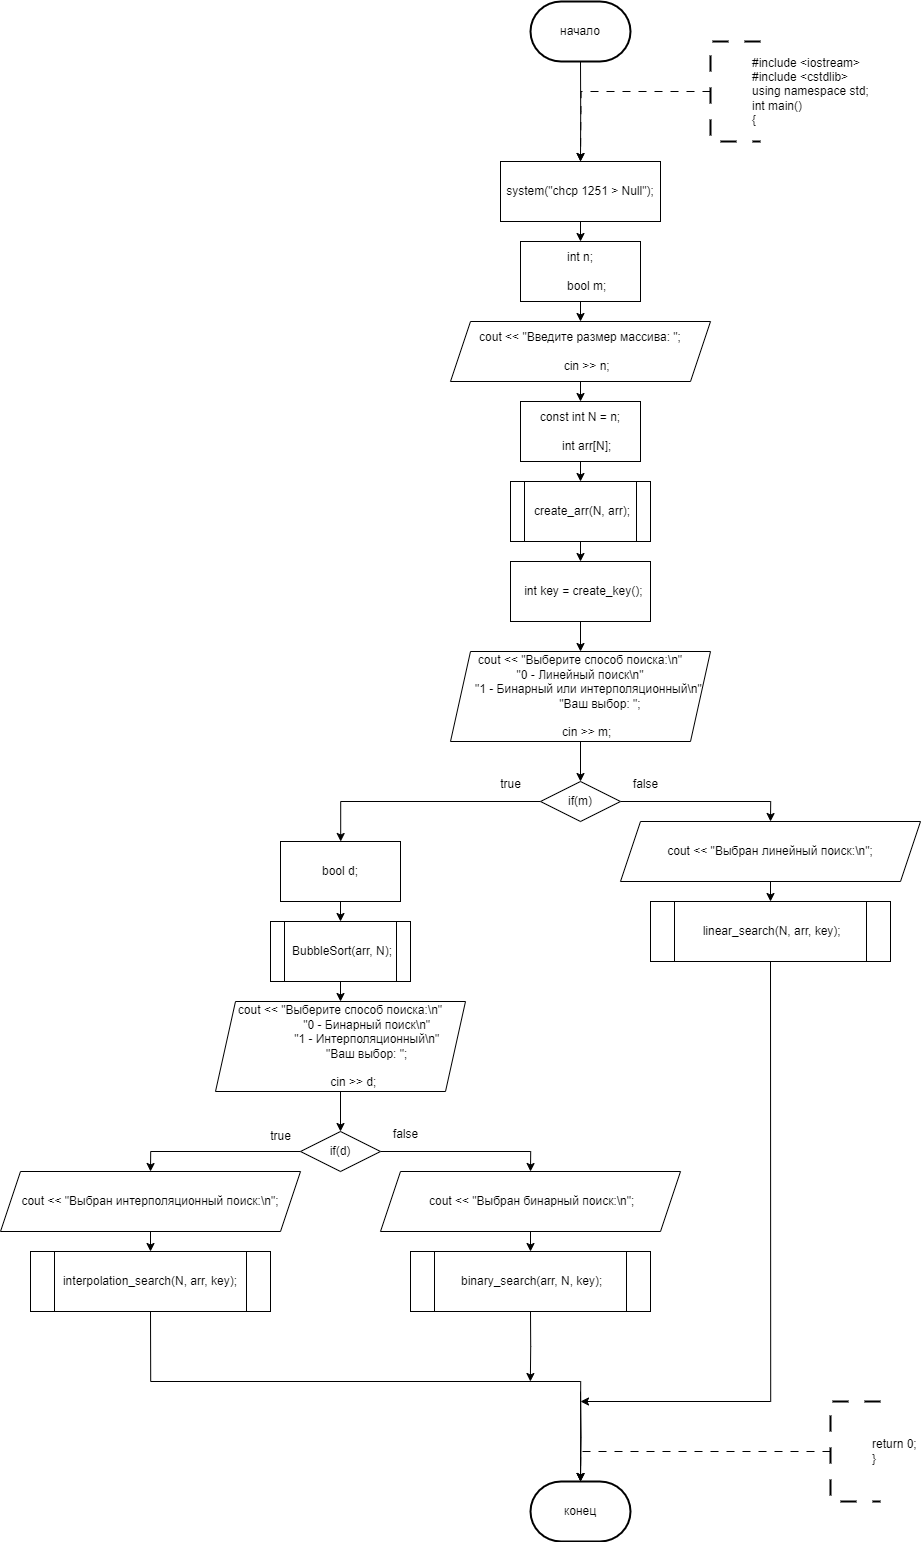 начало
#include <iostream>
#include <cstdlib>
using namespace std;
int main()
{
system("chcp 1251 > Null");
int n;
bool m;
cout << "Введите размер массива: ";
cin >> n;
const int N = n;
int arr[N];
create_arr(N, arr);
int key = create_key();
cout << "Выберите способ поиска:\n"
"0 - Линейный поиск\n"
"1 - Бинарный или интерполяционный\n"
"Ваш выбор: ";
cin >> m;
true
false
if(m)
bool d;
cout << "Выбран линейный поиск:\n";
BubbleSort(arr, N);
linear_search(N, arr, key);
cout << "Выберите способ поиска:\n"
"0 - Бинарный поиск\n"
"1 - Интерполяционный\n"
"Ваш выбор: ";
cin >> d;
true
false
if(d)
cout << "Выбран интерполяционный поиск:\n";
cout << "Выбран бинарный поиск:\n";
interpolation_search(N, arr, key);
binary_search(arr, N, key);
return 0;
}
конец